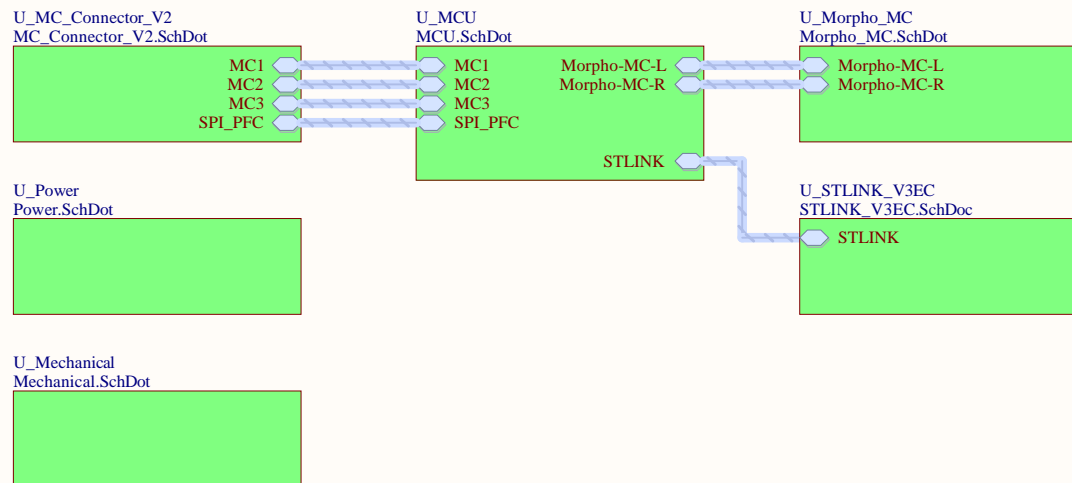 U_MC_Connector_V2
MC_Connector_V2.SchDot
MC1
MC2
MC3
SPI_PFC
U_MCU
MCU.SchDot
MC1
MC2
MC3
SPI_PFC
Morpho-MC-L
Morpho-MC-R
STLINK
U_Morpho_MC
Morpho_MC.SchDot
Morpho-MC-L
Morpho-MC-R
U_Power
Power.SchDot
U_STLINK_V3EC
STLINK_V3EC.SchDoc
STLINK
U_Mechanical
Mechanical.SchDot